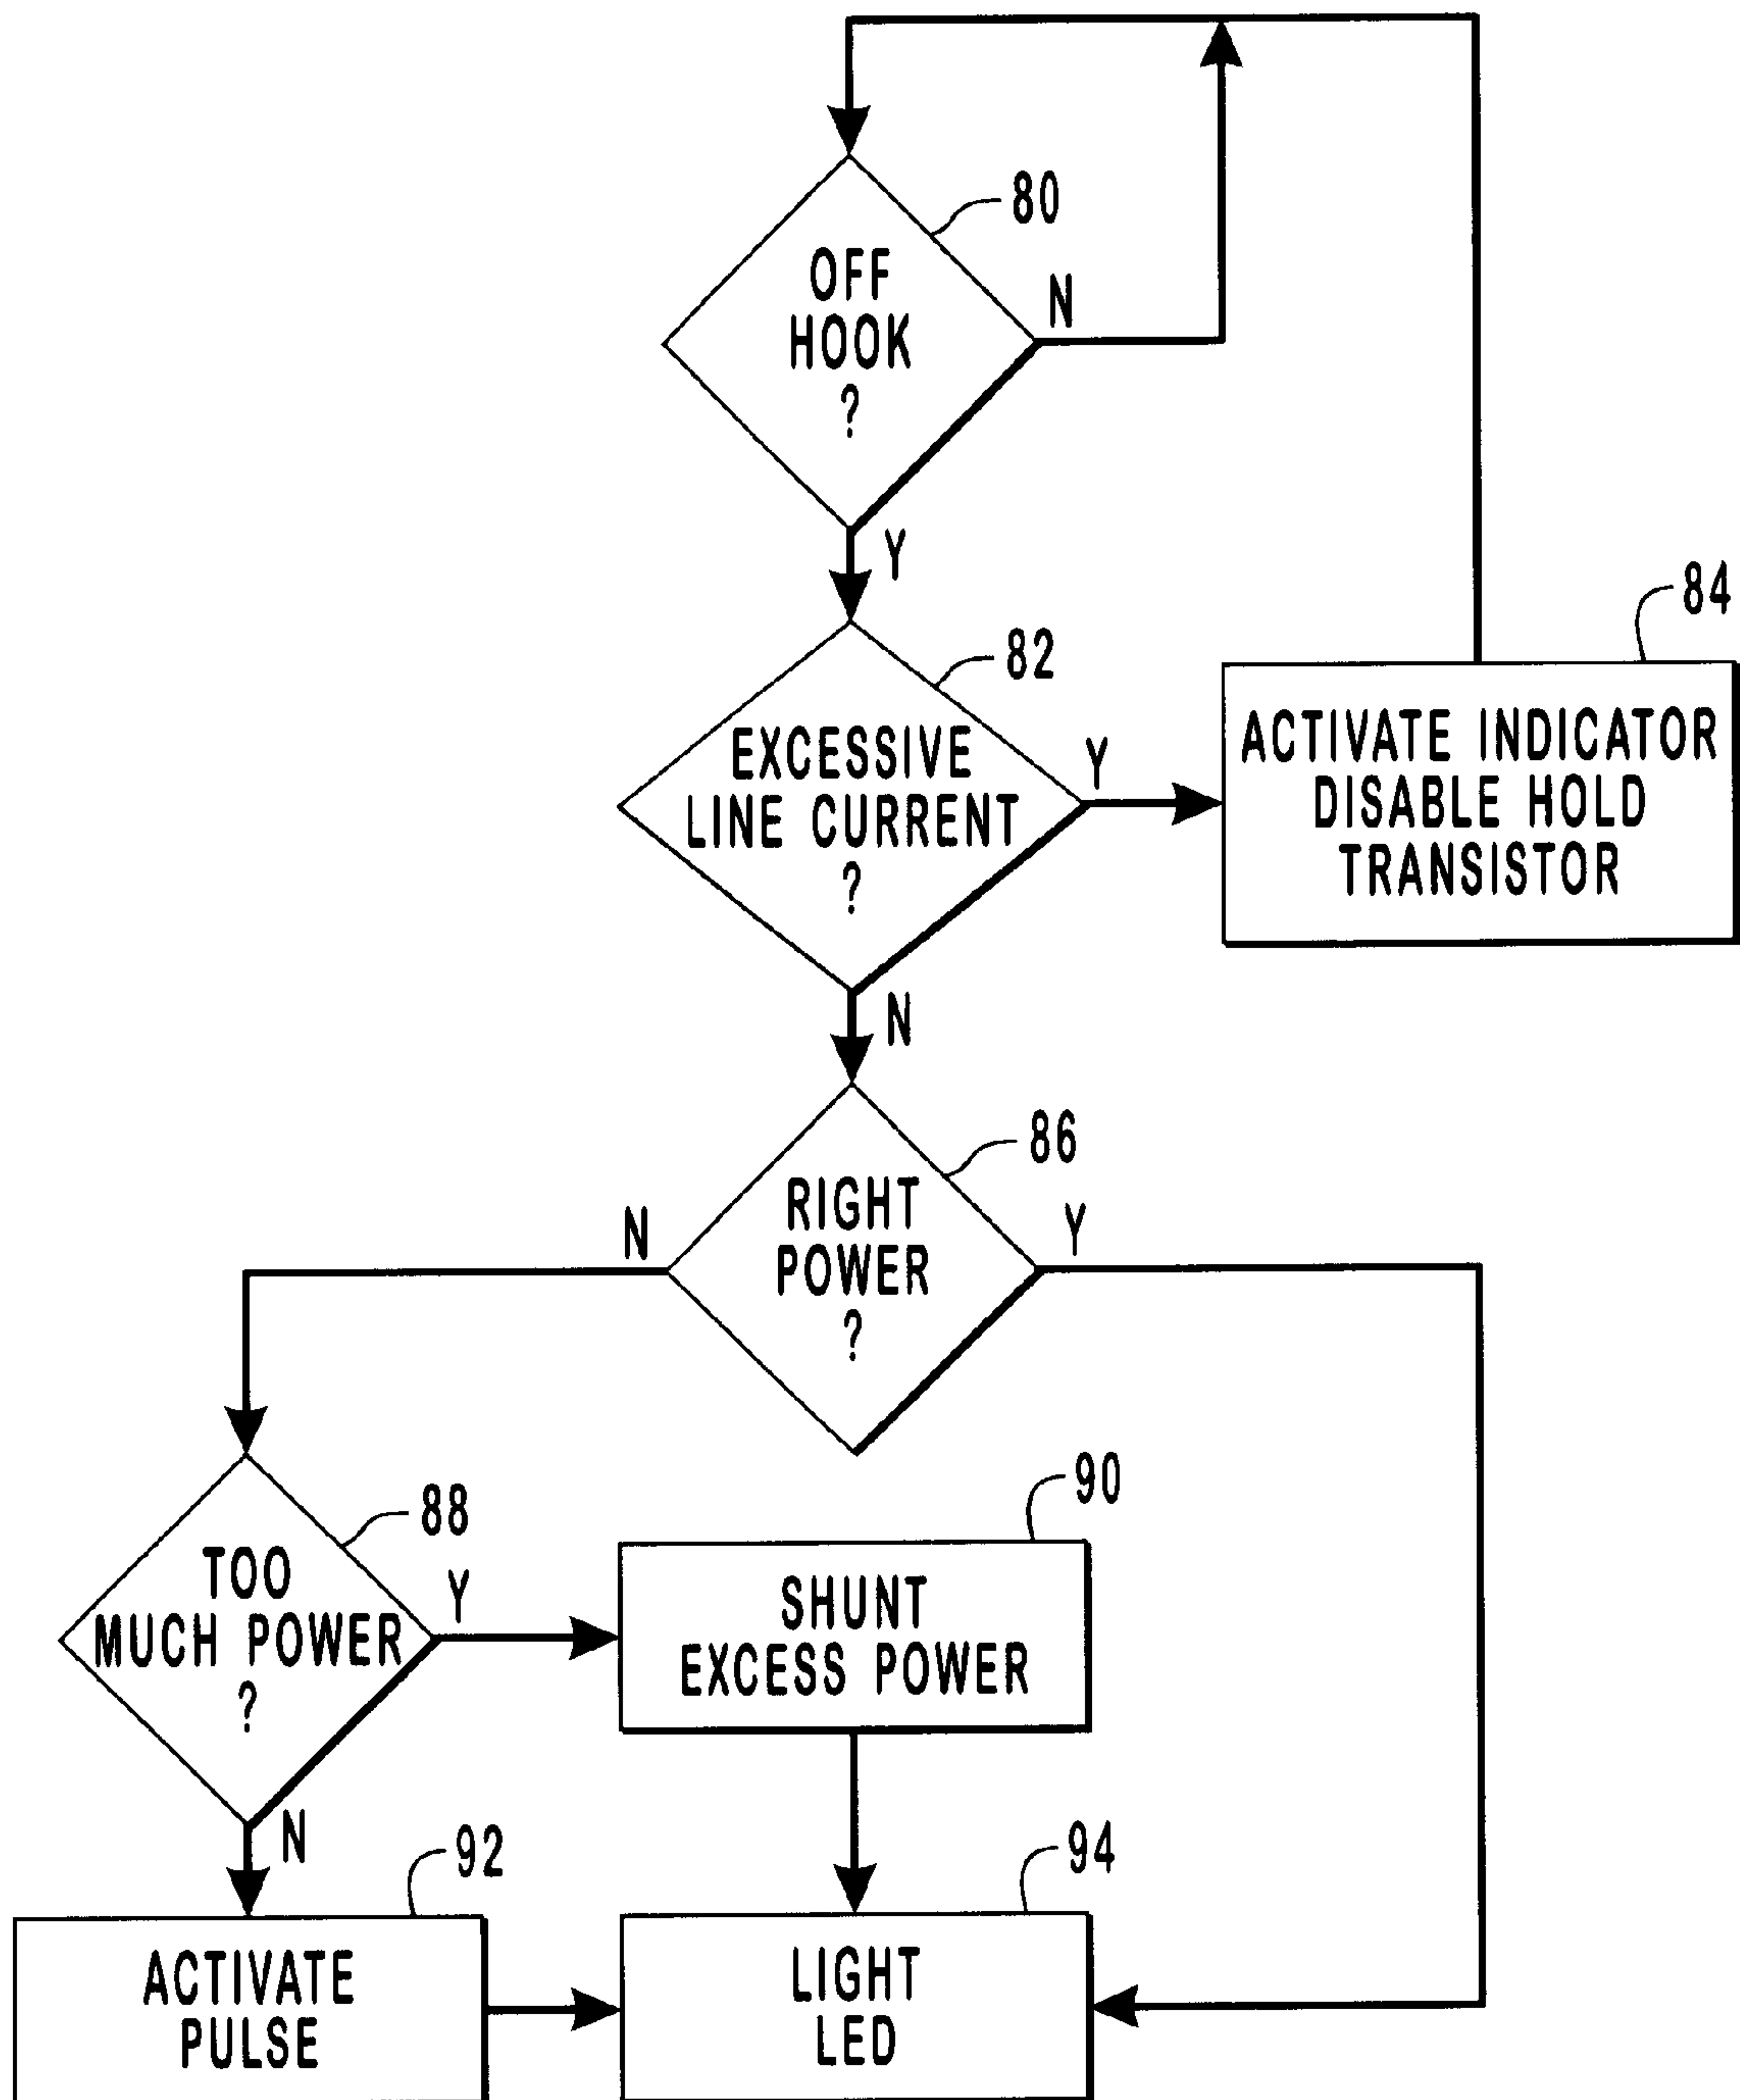 80
OFF
HOOK
?
N
Y
82
EXCESSIVE
LINE CURRENT
?
Y
84
ACTIVATE INDICATOR
DISABLE HOLD
TRANSISTOR
N
86
RIGHT
POWER
?
N
Y
88
TOO
MUCH POWER
?
Y
90
SHUNT
EXCESS POWER
N
92
ACTIVATE
PULSE
94
LIGHT
LED